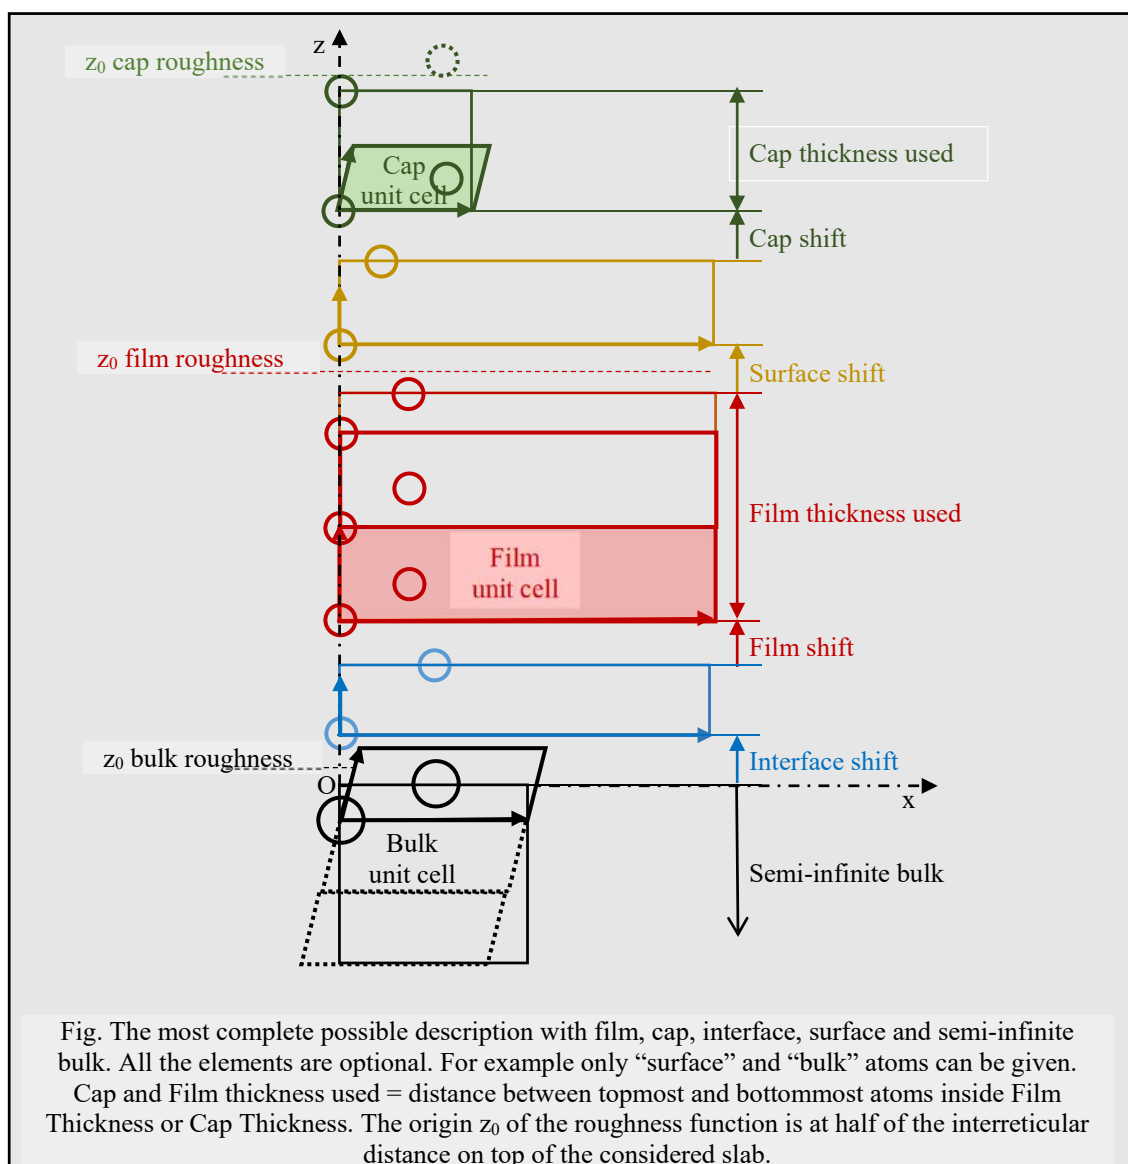 z
z₀ cap roughness
Cap thickness used
Cap
unit cell
Cap shift
z₀ film roughness
Surface shift
Film thickness used
Film
unit cell
Film shift
z₀ bulk roughness
Interface shift
O
x
Bulk
unit cell
Semi-infinite bulk
Fig. The most complete possible description with film, cap, interface, surface and semi-infinite
bulk. All the elements are optional. For example only “surface” and “bulk” atoms can be given.
Cap and Film thickness used = distance between topmost and bottommost atoms inside Film
Thickness or Cap Thickness. The origin z₀ of the roughness function is at half of the interreticular
distance on top of the considered slab.